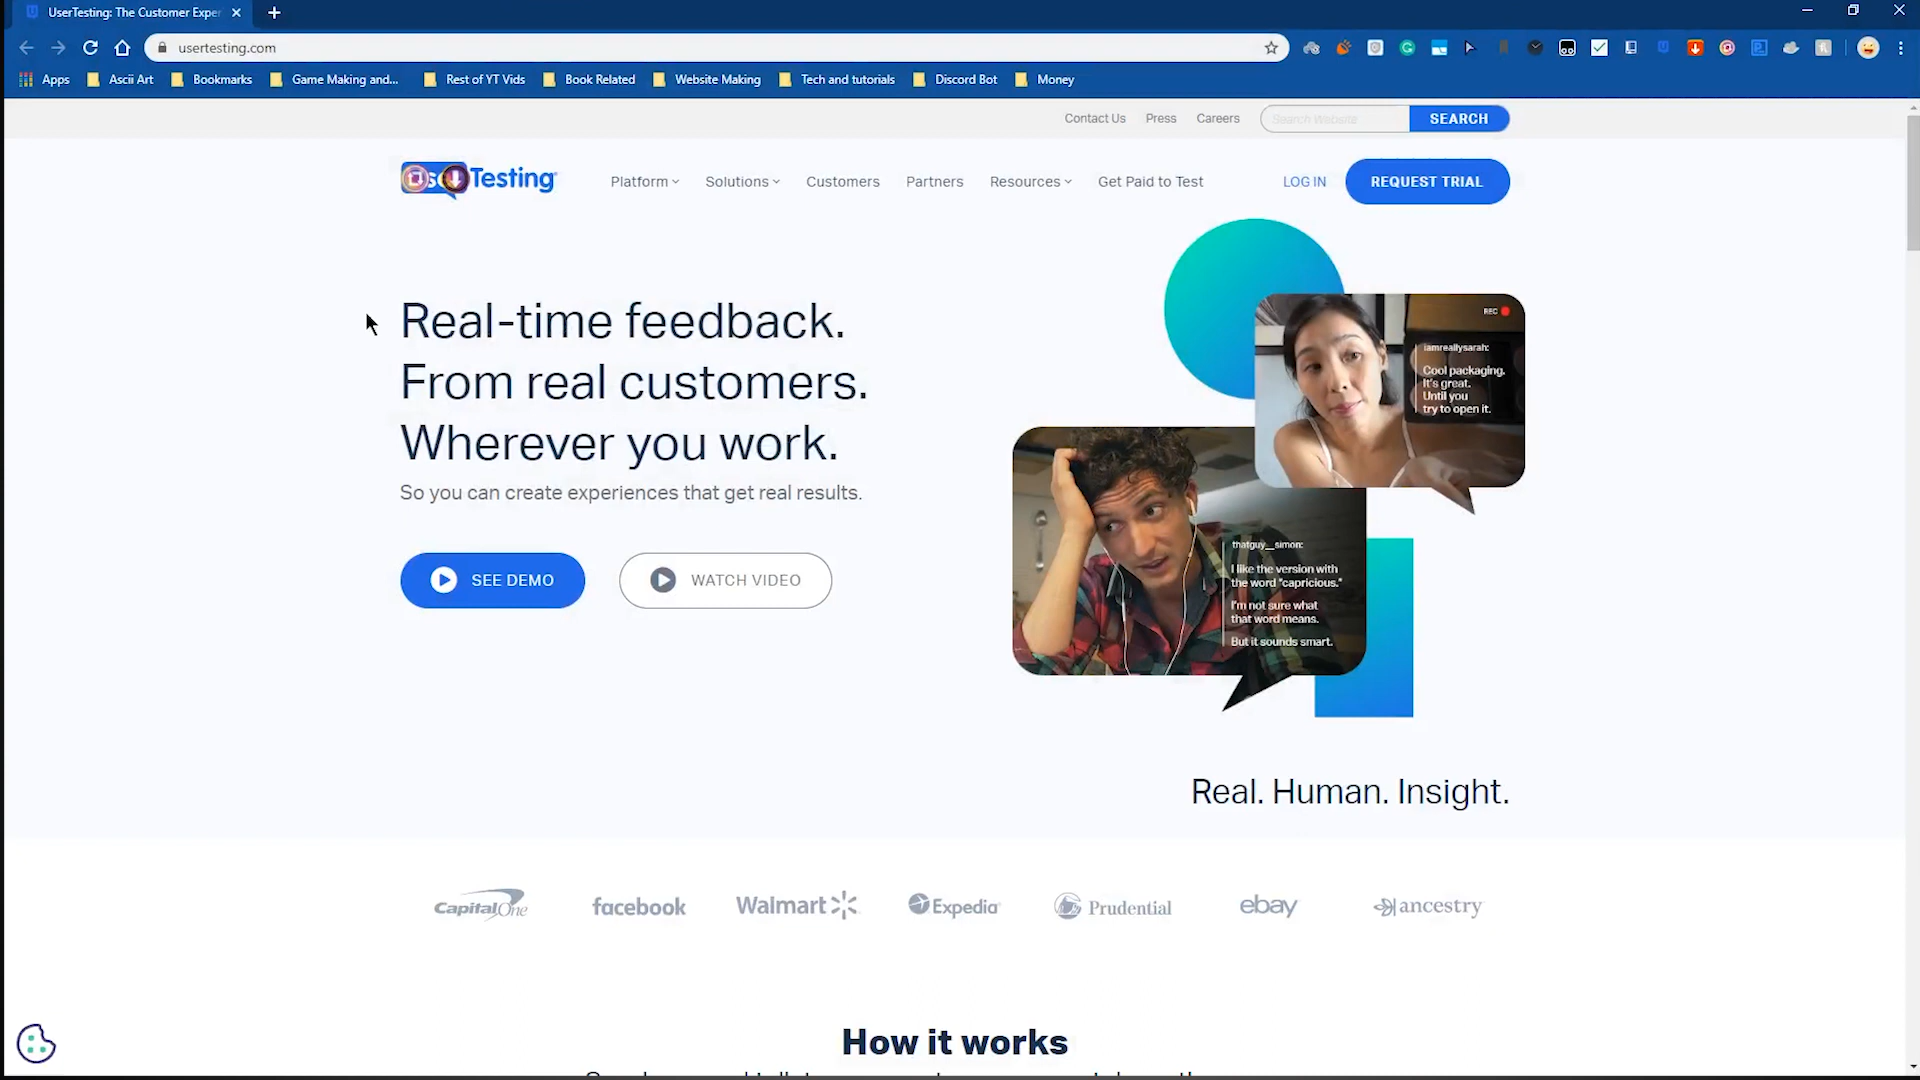 UserTesting: The Customer Exper
usertesting.com
Apps
Ascii Art
Bookmarks
Game Making and...
Rest of YT Vids
Book Related
Website Making
Tech and tutorials
Discord Bot
Money
Contact Us
Press
Careers
Search Website
SEARCH
Testing
Platform
Solutions
Customers
Partners
Resources
Get Paid to Test
LOG IN
REQUEST TRIAL
Real-time feedback.
From real customers.
Wherever you work.
So you can create experiences that get real results.
SEE DEMO
WATCH VIDEO
REC
iamreallysarah:
Cool packaging.
It's great.
Until you
try to open it.
thatguy__simon:
I like the version with
the word "capricious."
I'm not sure what
that word means.
But it sounds smart.
Real. Human. Insight.
Capital One
facebook
Walmart
Expedia
Prudential
ebay
ancestry
How it works